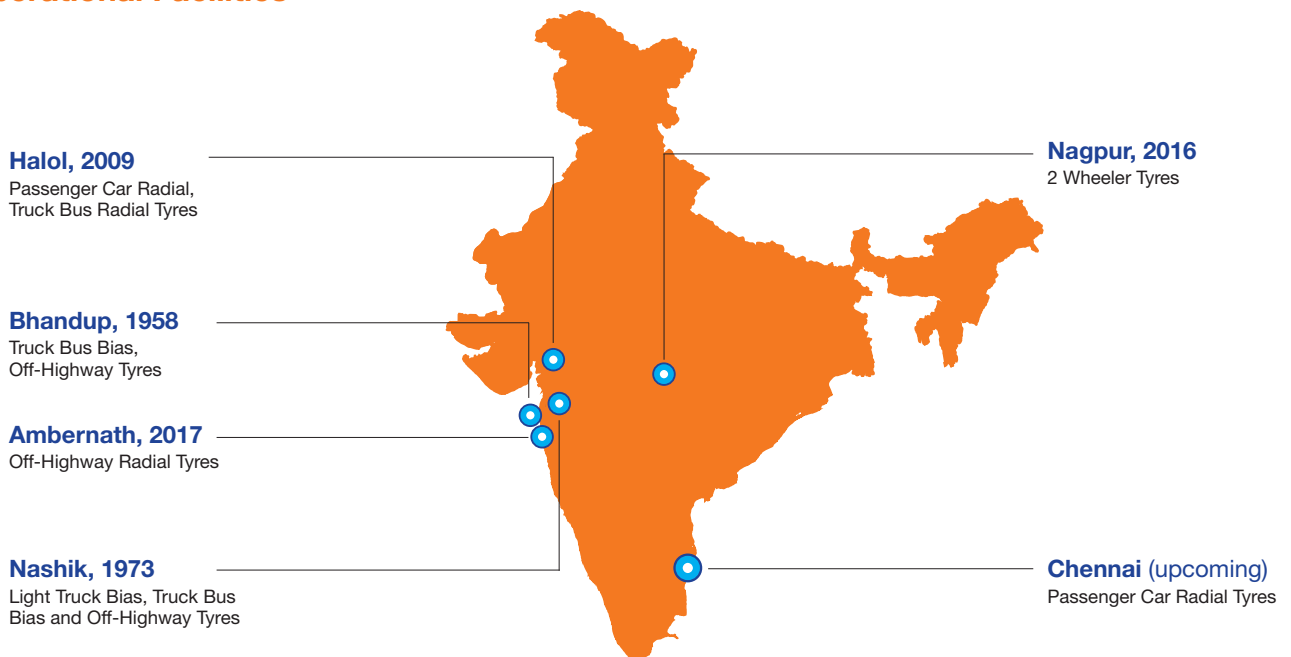 Halol, 2009
Passenger Car Radial,
Truck Bus Radial Tyres
Bhandup, 1958
Truck Bus Bias,
Off-Highway Tyres
Ambernath, 2017
Off-Highway Radial Tyres
Nashik, 1973
Light Truck Bias, Truck Bus
Bias and Off-Highway Tyres
Nagpur, 2016
2 Wheeler Tyres
Chennai (upcoming)
Passenger Car Radial Tyres